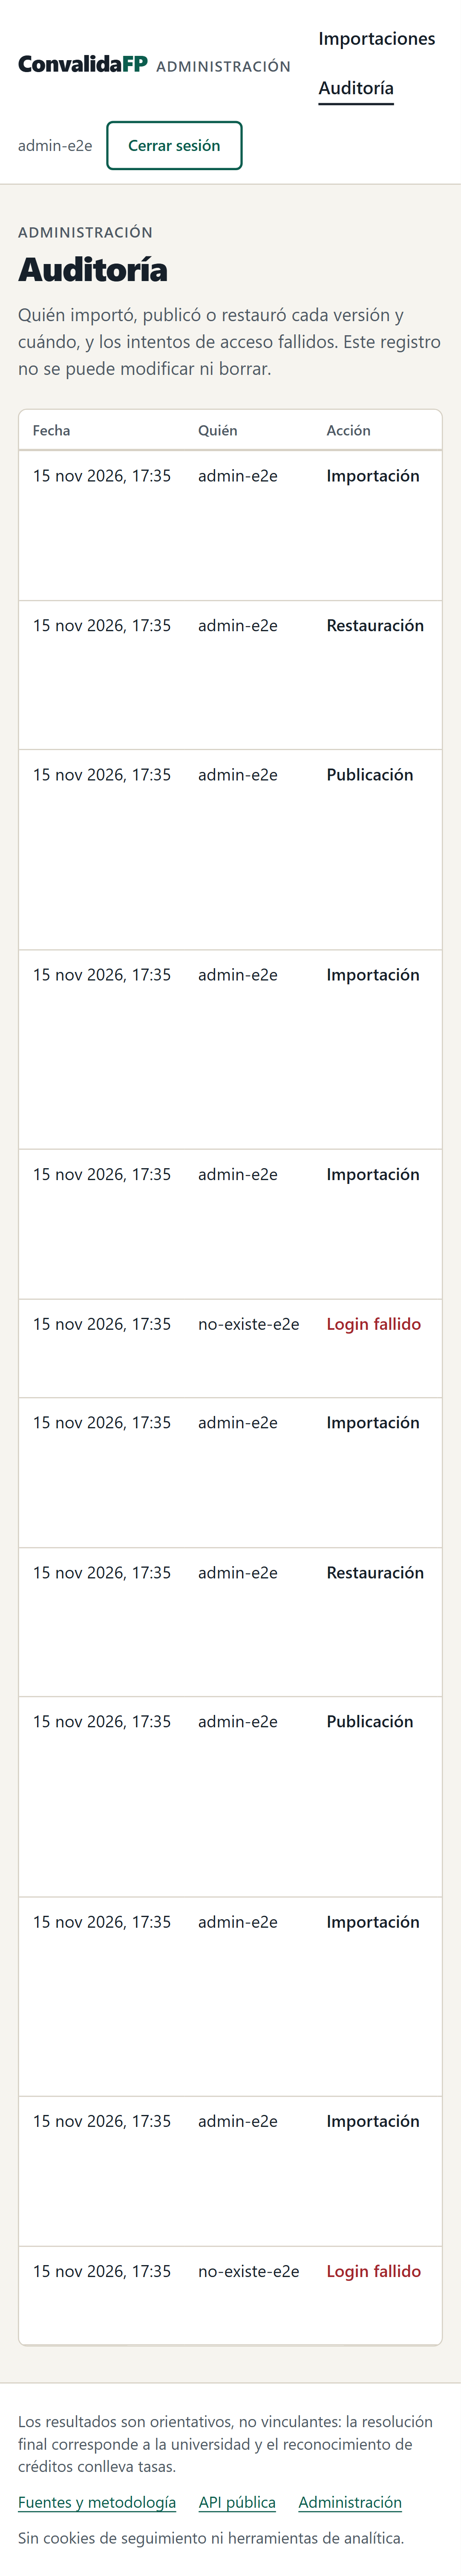 ConvalidaFP ADMINISTRACIÓN
Importaciones
Auditoría
admin-e2e
Cerrar sesión
ADMINISTRACIÓN
Auditoría
Quién importó, publicó o restauró cada versión y
cuándo, y los intentos de acceso fallidos. Este registro
no se puede modificar ni borrar.
Fecha Quién Acción
15 nov 2026, 17:35 admin-e2e Importación
15 nov 2026, 17:35 admin-e2e Restauración
15 nov 2026, 17:35 admin-e2e Publicación
15 nov 2026, 17:35 admin-e2e Importación
15 nov 2026, 17:35 admin-e2e Importación
15 nov 2026, 17:35 no-existe-e2e Login fallido
15 nov 2026, 17:35 admin-e2e Importación
15 nov 2026, 17:35 admin-e2e Restauración
15 nov 2026, 17:35 admin-e2e Publicación
15 nov 2026, 17:35 admin-e2e Importación
15 nov 2026, 17:35 admin-e2e Importación
15 nov 2026, 17:35 no-existe-e2e Login fallido
Los resultados son orientativos, no vinculantes: la resolución
final corresponde a la universidad y el reconocimiento de
créditos conlleva tasas.
Fuentes y metodología API pública Administración
Sin cookies de seguimiento ni herramientas de analítica.